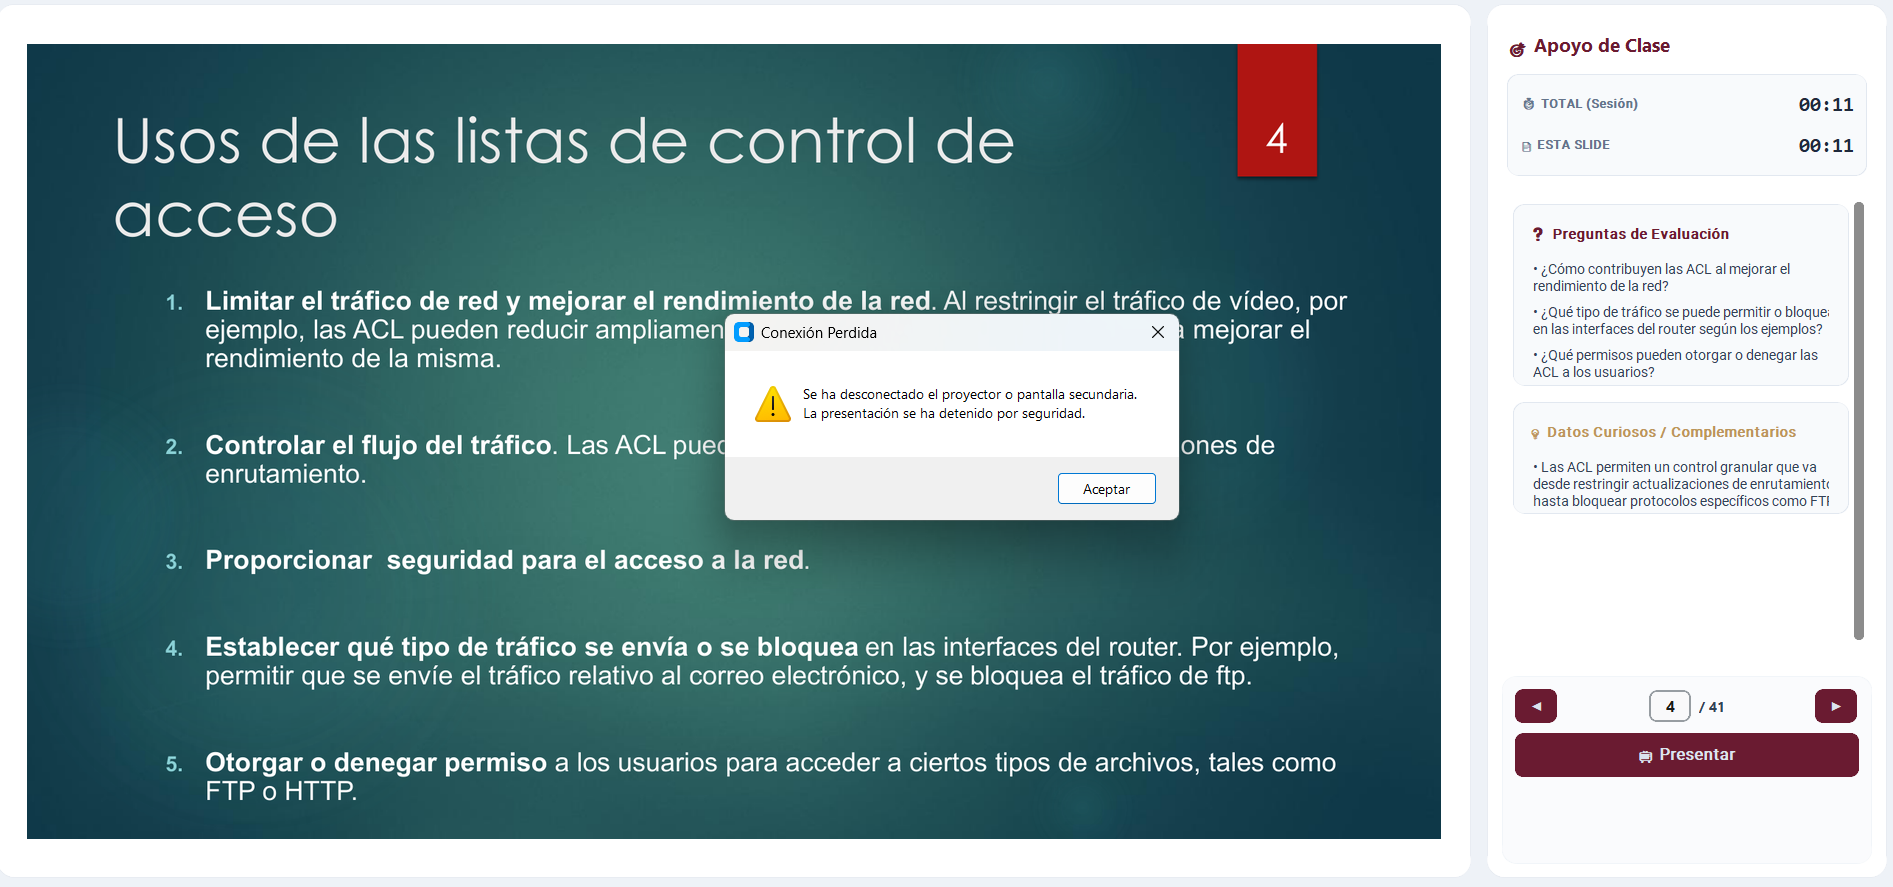 Usos de las listas de control de
acceso
4
1. Limitar el tráfico de red y mejorar el rendimiento de la red. Al restringir el tráfico de vídeo, por
ejemplo, las ACL pueden reducir ampliamen
a mejorar el
rendimiento de la misma.
2. Controlar el flujo del tráfico. Las ACL pued
ones de
enrutamiento.
3. Proporcionar  seguridad para el acceso a la red.
4. Establecer qué tipo de tráfico se envía o se bloquea en las interfaces del router. Por ejemplo,
permitir que se envíe el tráfico relativo al correo electrónico, y se bloquea el tráfico de ftp.
5. Otorgar o denegar permiso a los usuarios para acceder a ciertos tipos de archivos, tales como
FTP o HTTP.
Conexión Perdida
Se ha desconectado el proyector o pantalla secundaria.
La presentación se ha detenido por seguridad.
Aceptar
Apoyo de Clase
TOTAL (Sesión) 00:11
ESTA SLIDE 00:11
? Preguntas de Evaluación
• ¿Cómo contribuyen las ACL al mejorar el
rendimiento de la red?
• ¿Qué tipo de tráfico se puede permitir o bloquea
en las interfaces del router según los ejemplos?
• ¿Qué permisos pueden otorgar o denegar las
ACL a los usuarios?
Datos Curiosos / Complementarios
• Las ACL permiten un control granular que va
desde restringir actualizaciones de enrutamiento
hasta bloquear protocolos específicos como FTP
◄ 4 / 41 ►
Presentar